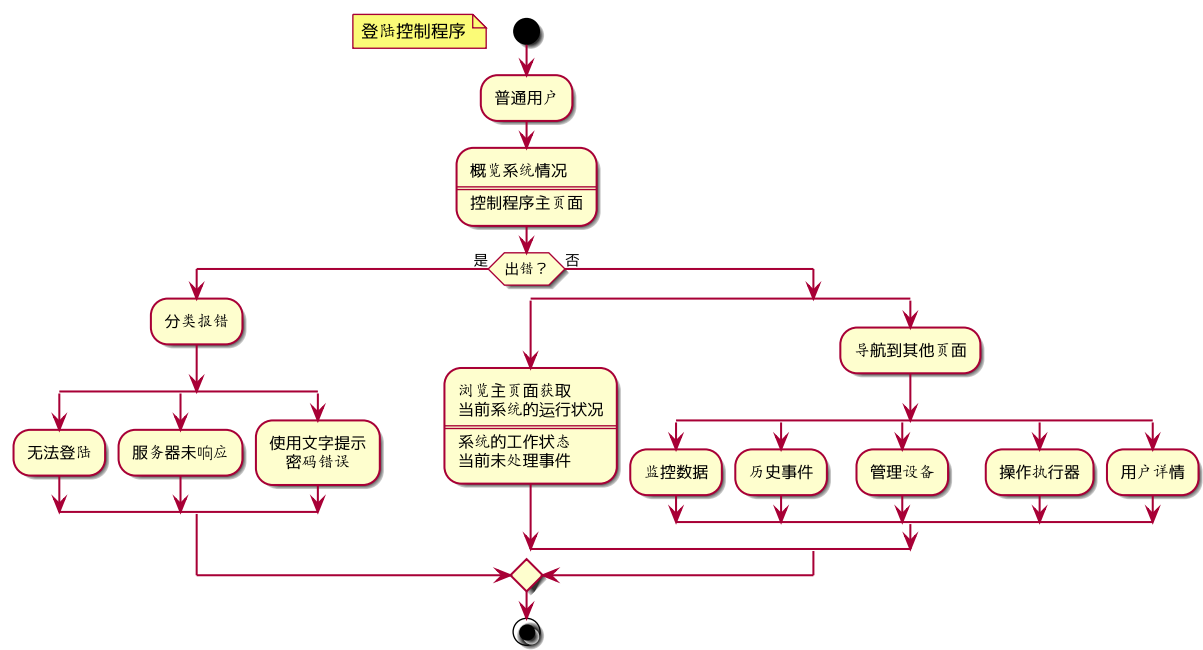 登陆控制程序
普通用户
概览系统情况
控制程序主页面
是
出错？
否
分类报错
导航到其他页面
浏览主页面获取
当前系统的运行状况
系统的工作状态
当前未处理事件
无法登陆
服务器未响应
使用文字提示
密码错误
监控数据
历史事件
管理设备
操作执行器
用户详情